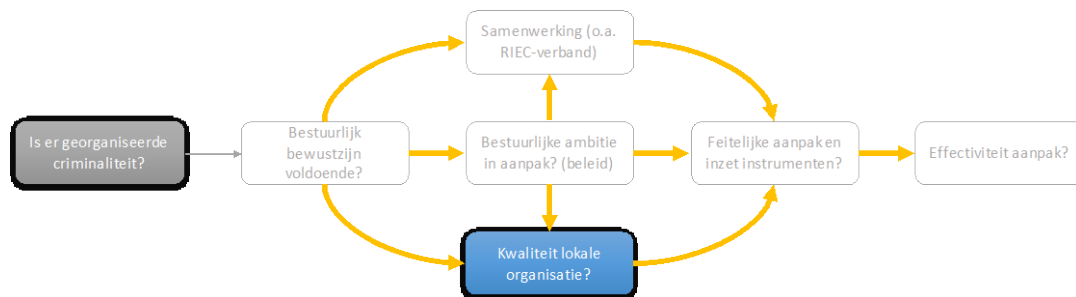 Samenwerking (o.a.
RIEC-verband)
Is er georganiseerde
criminaliteit?
Bestuurlijk
bewustzijn
voldoende?
Bestuurlijke ambitie
in aanpak? (beleid)
Feitelijke aanpak en
inzet instrumenten?
Effectiviteit aanpak?
Kwaliteit lokale
organisatie?